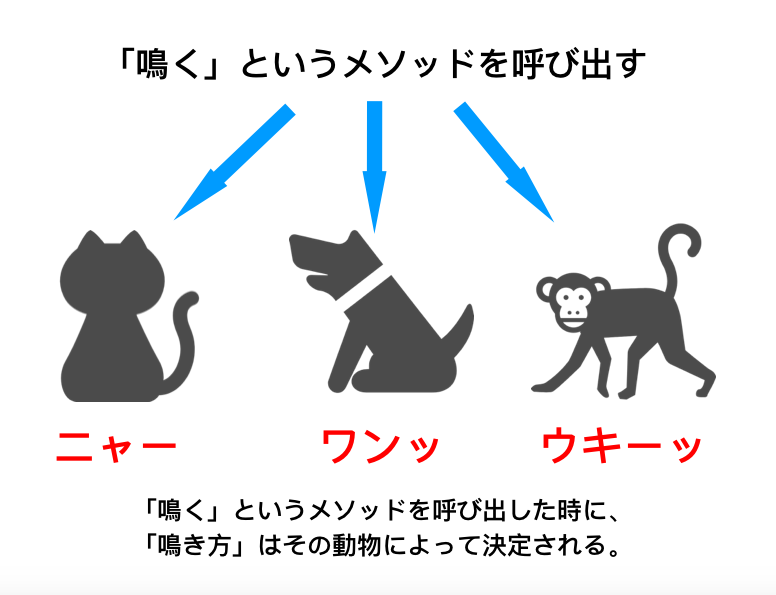 「鳴く」というメソッドを呼び出す
ニャー
ワンッ
ウキーッ
「鳴く」というメソッドを呼び出した時に、
「鳴き方」はその動物によって決定される。